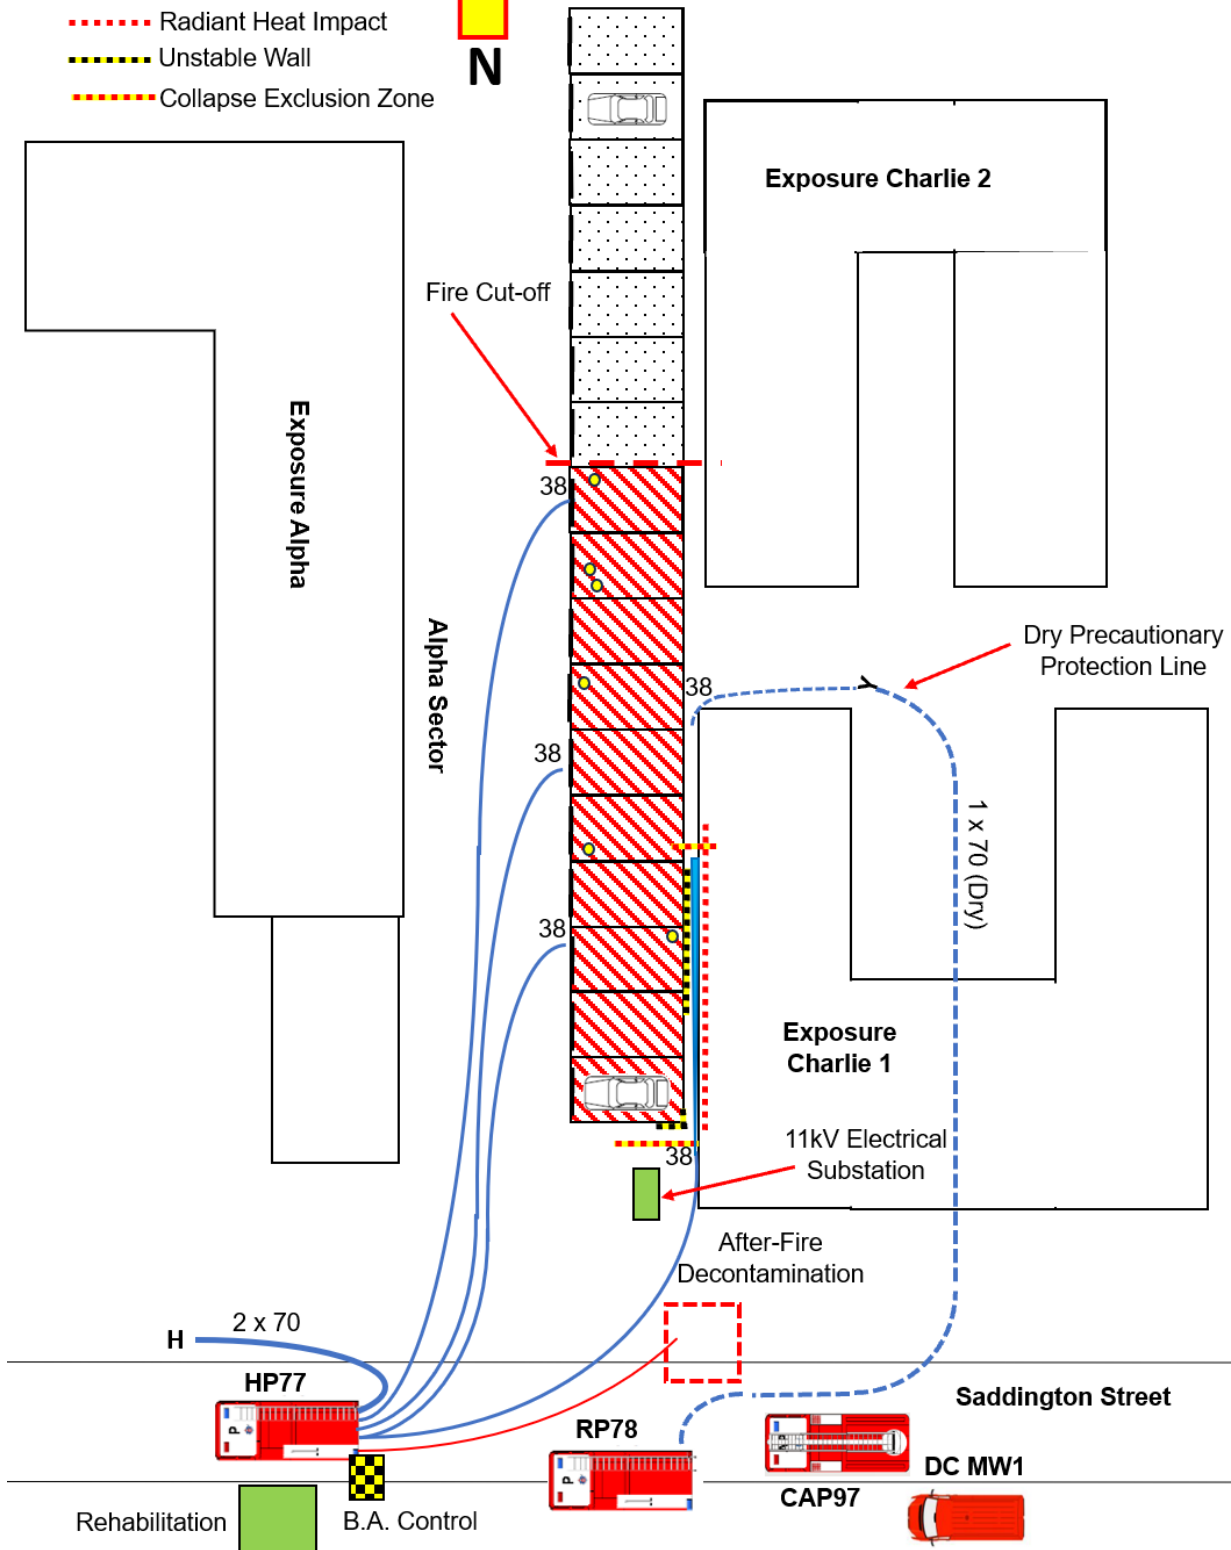 Radiant Heat Impact
Unstable Wall
Collapse Exclusion Zone
N
Exposure Charlie 2
Fire Cut-off
Exposure Alpha
38
Alpha Sector
Dry Precautionary
Protection Line
38
38
1 x 70 (Dry)
38
Exposure
Charlie 1
11kV Electrical
Substation
38
After-Fire
Decontamination
H
2 x 70
HP77
P
RP78
P
Saddington Street
CAP97
DC MW1
Rehabilitation
B.A. Control